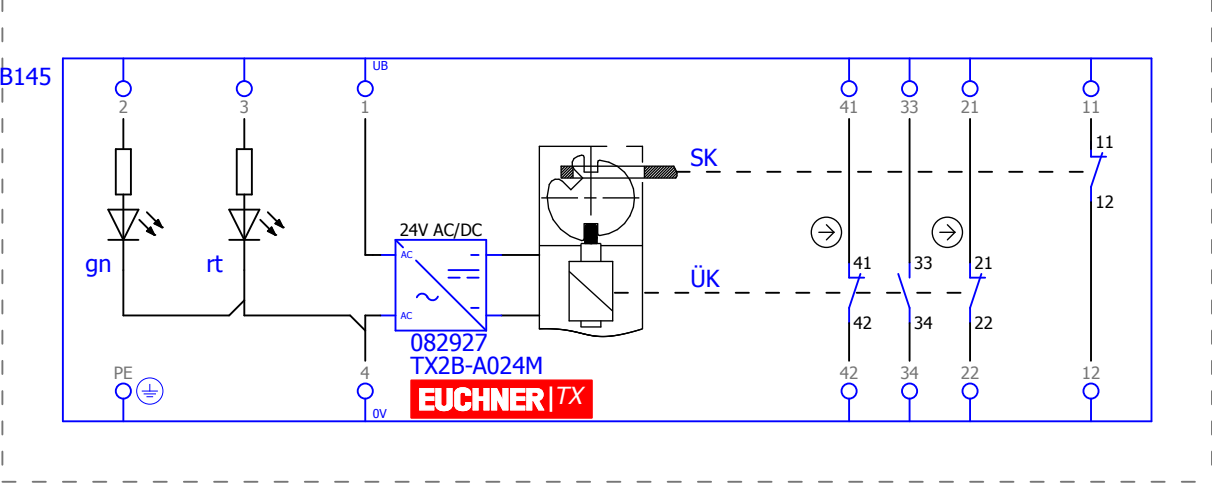 UB
B145
2
3
1
41
33
21
11
11
SK
12
24V AC/DC
gn
rt
AC
41
33
21
ÜK
AC
42
34
22
082927
TX2B-A024M
PE
4
42
34
22
12
EUCHNER|TX
0V